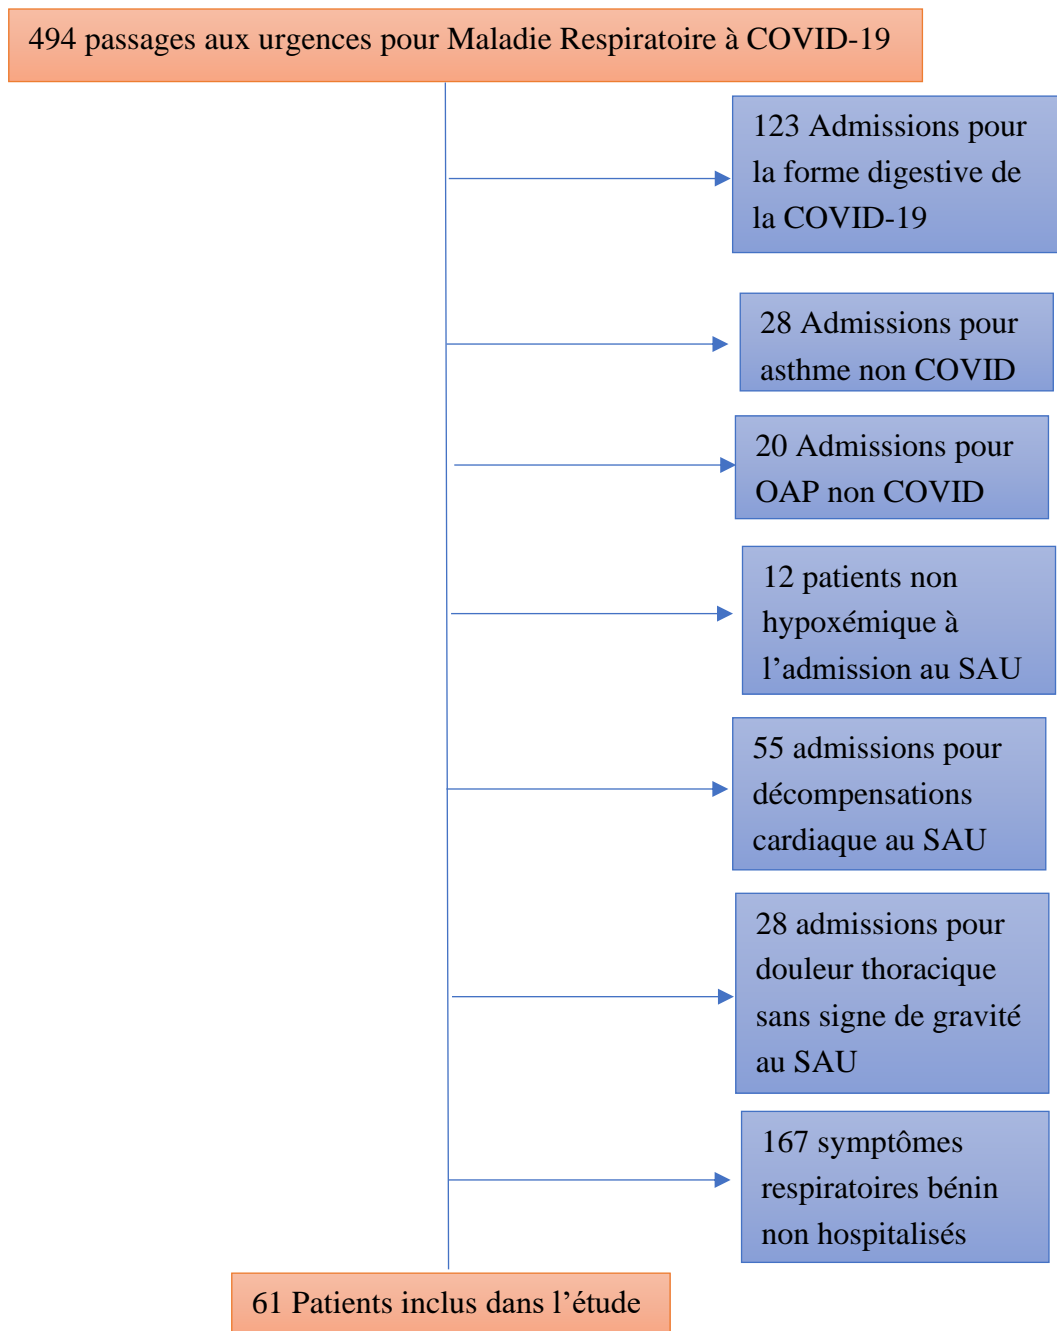 494 passages aux urgences pour Maladie Respiratoire à COVID-19
123 Admissions pour
la forme digestive de
la COVID-19
28 Admissions pour
asthme non COVID
20 Admissions pour
OAP non COVID
12 patients non
hypoxémique à
l’admission au SAU
55 admissions pour
décompensations
cardiaque au SAU
28 admissions pour
douleur thoracique
sans signe de gravité
au SAU
167 symptômes
respiratoires bénin
non hospitalisés
61 Patients inclus dans l’étude